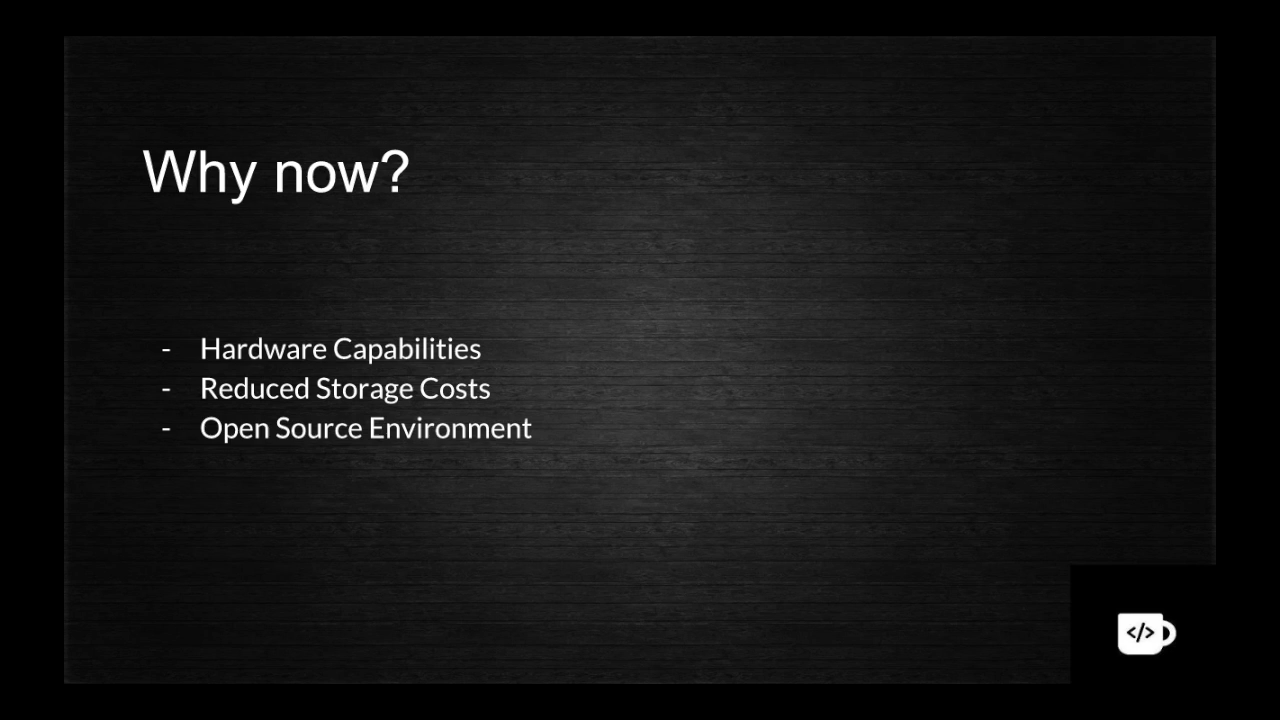 Why now?
- Hardware Capabilities
- Reduced Storage Costs
- Open Source Environment
</>